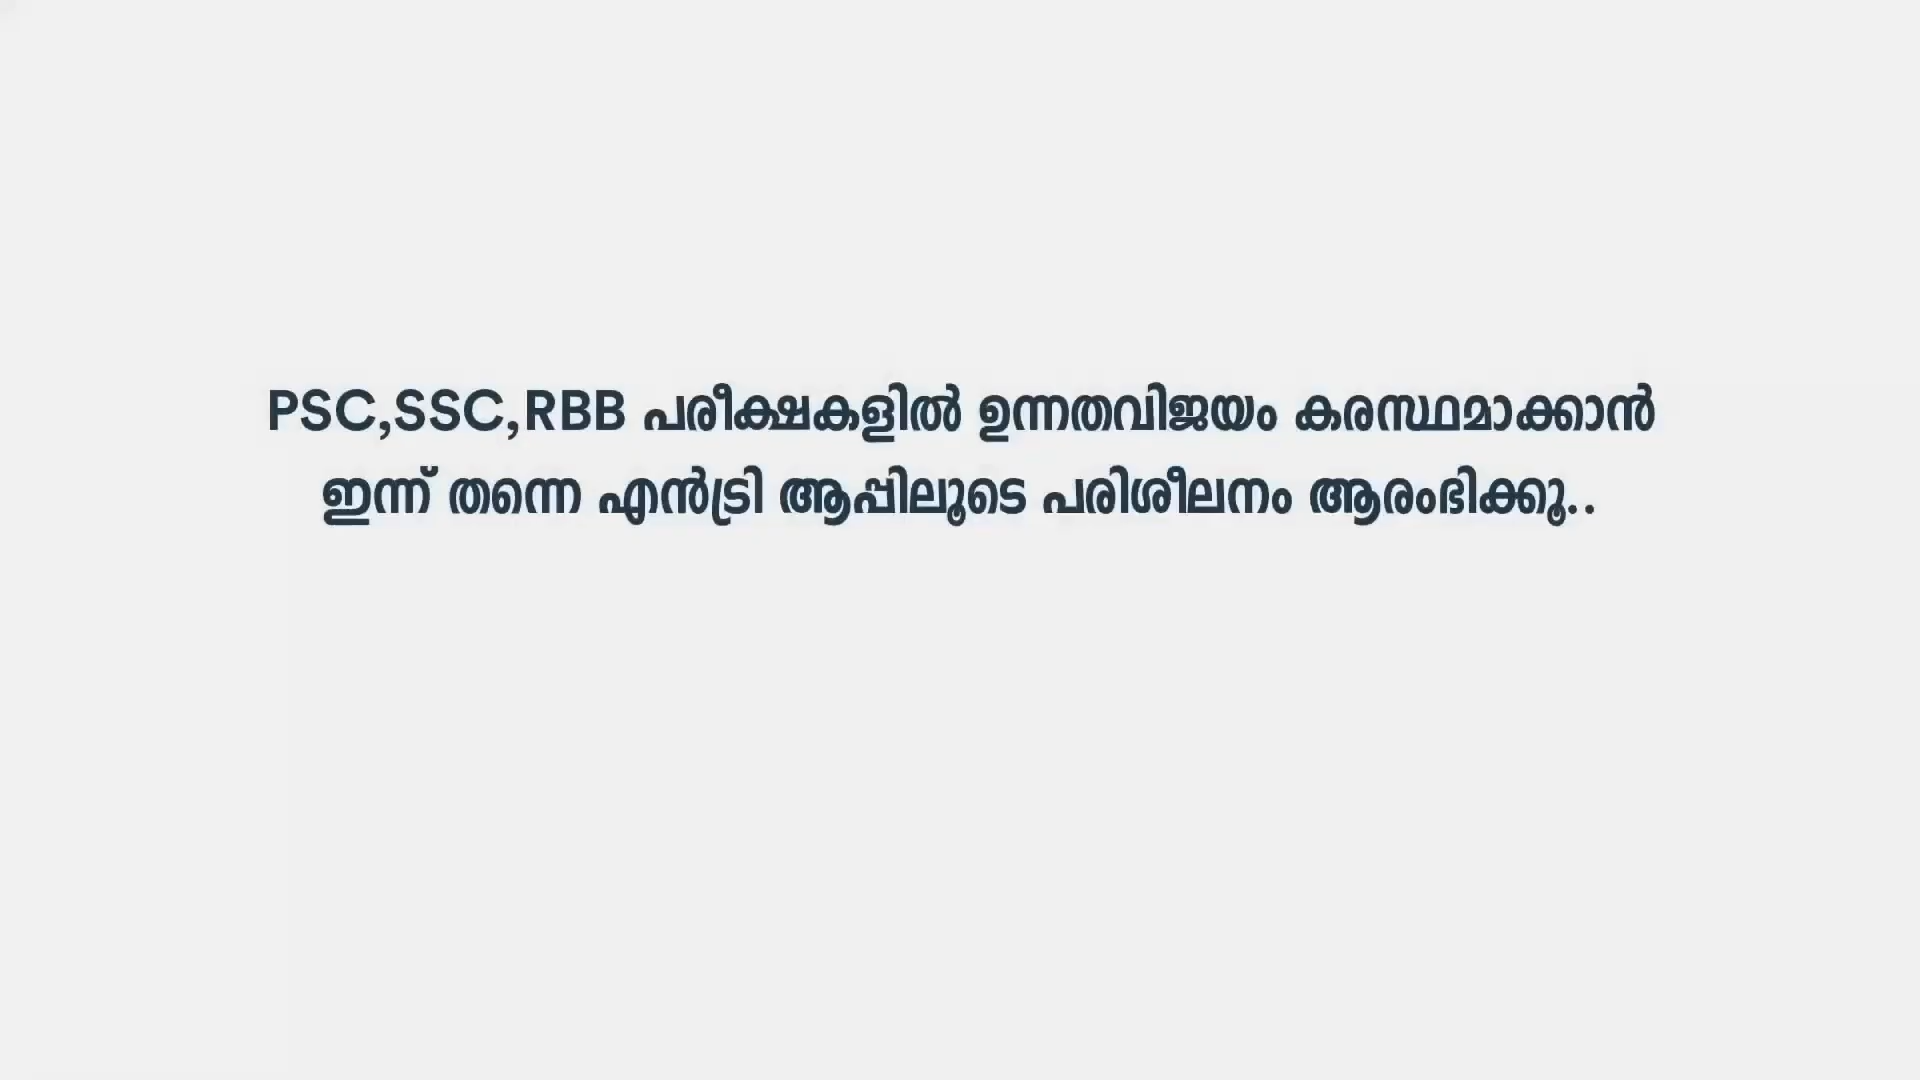 PSC,SSC,RBB പരീക്ഷകളിൽ ഉന്നതവിജയം കരസ്ഥമാക്കാൻ
ഇന്ന് തന്നെ എൻട്രി ആപ്പിലൂടെ പരിശീലനം ആരംഭിക്കൂ..